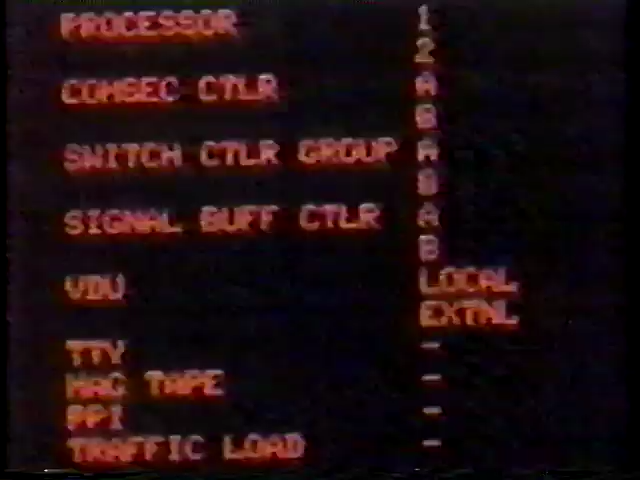 PROCESSOR 1
2
COMSEC CTLR A
B
SWITCH CTLR GROUP A
B
SIGNAL BUFF CTLR A
B
VDU LOCAL
EXTNL
TTY -
MAG TAPE -
PPI -
TRAFFIC LOAD -